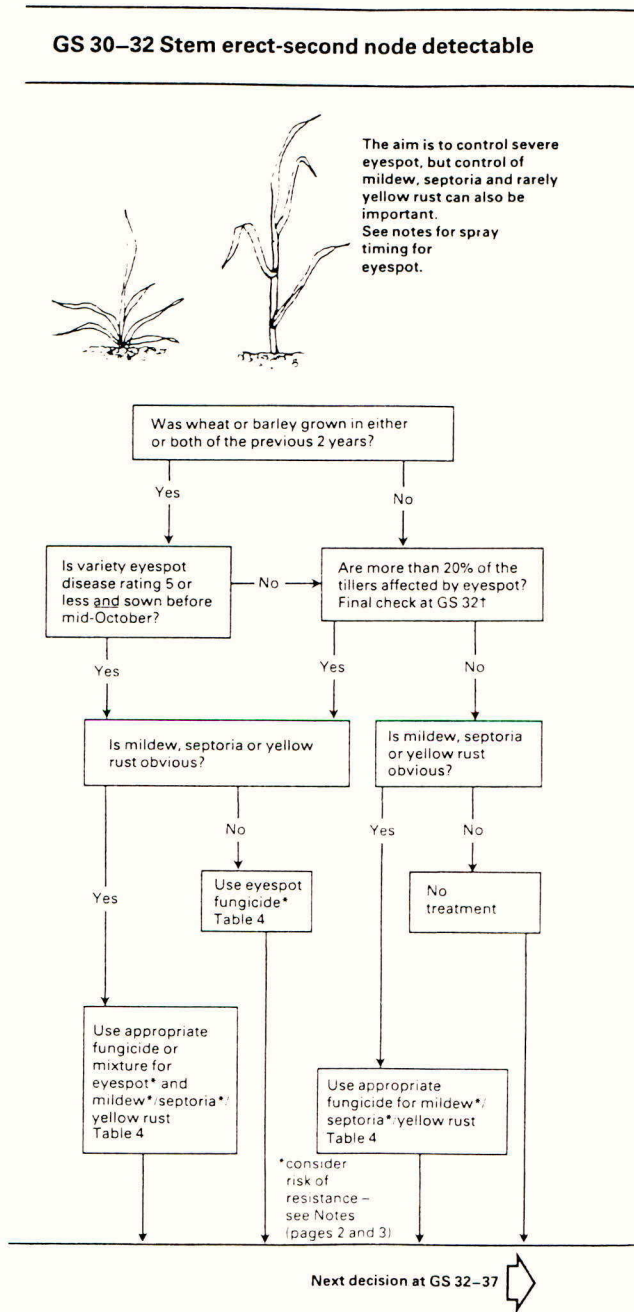 GS 30–32 Stem erect-second node detectable
The aim is to control severe
eyespot, but control of
mildew, septoria and rarely
yellow rust can also be
important.
See notes for spray
timing for
eyespot.
Was wheat or barley grown in either
or both of the previous 2 years?
Yes
No
Is variety eyespot
disease rating 5 or
less and sown before
mid-October?
No
Are more than 20% of the
tillers affected by eyespot?
Final check at GS 32†
Yes
Yes
No
Is mildew, septoria or yellow
rust obvious?
Is mildew, septoria
or yellow rust
obvious?
No
Yes
No
Yes
Use eyespot
fungicide*
Table 4
No
treatment
Use appropriate
fungicide or
mixture for
eyespot* and
mildew*/septoria*/
yellow rust
Table 4
Use appropriate
fungicide for mildew*/
septoria*/yellow rust
Table 4
*consider
risk of
resistance –
see Notes
(pages 2 and 3)
Next decision at GS 32–37